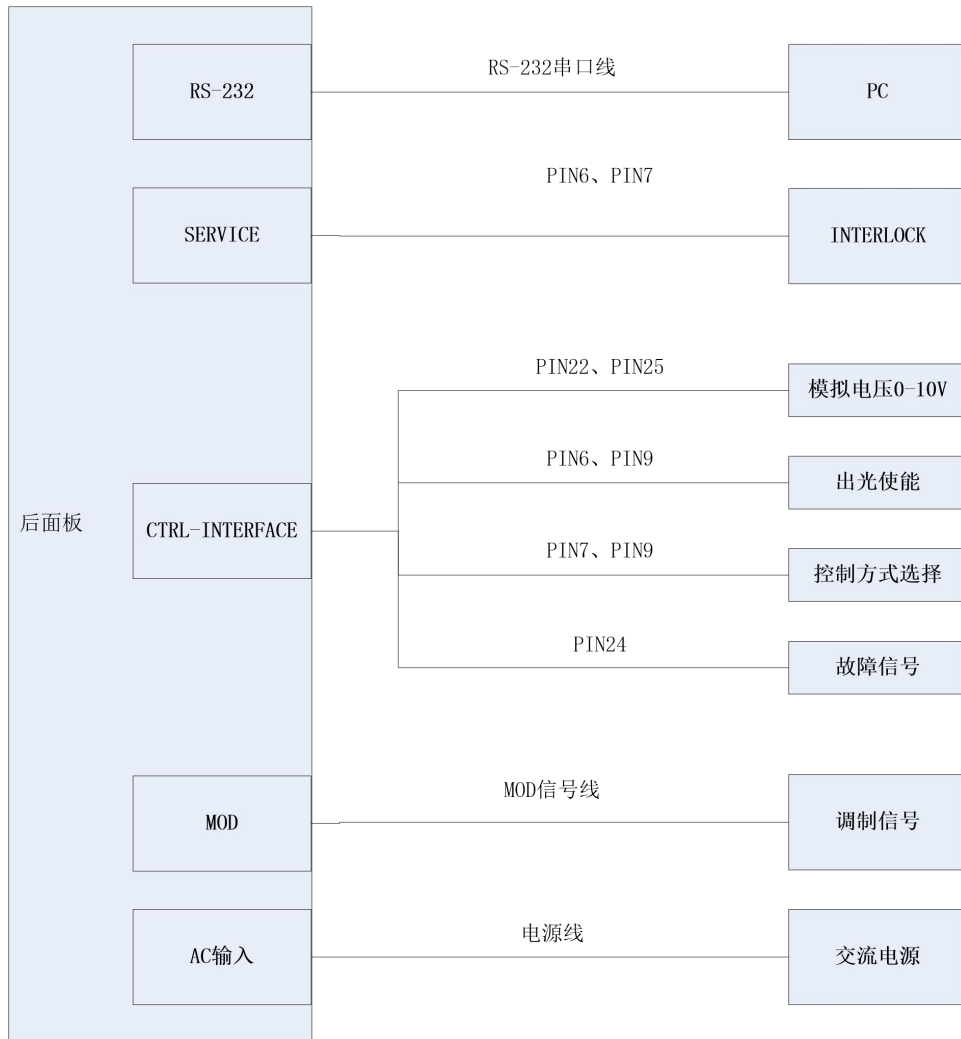 RS-232串口线
RS-232
PC
PIN6、PIN7
SERVICE
INTERLOCK
PIN22、PIN25
模拟电压0-10V
PIN6、PIN9
出光使能
后面板
CTRL-INTERFACE
PIN7、PIN9
控制方式选择
PIN24
故障信号
MOD信号线
MOD
调制信号
电源线
AC输入
交流电源